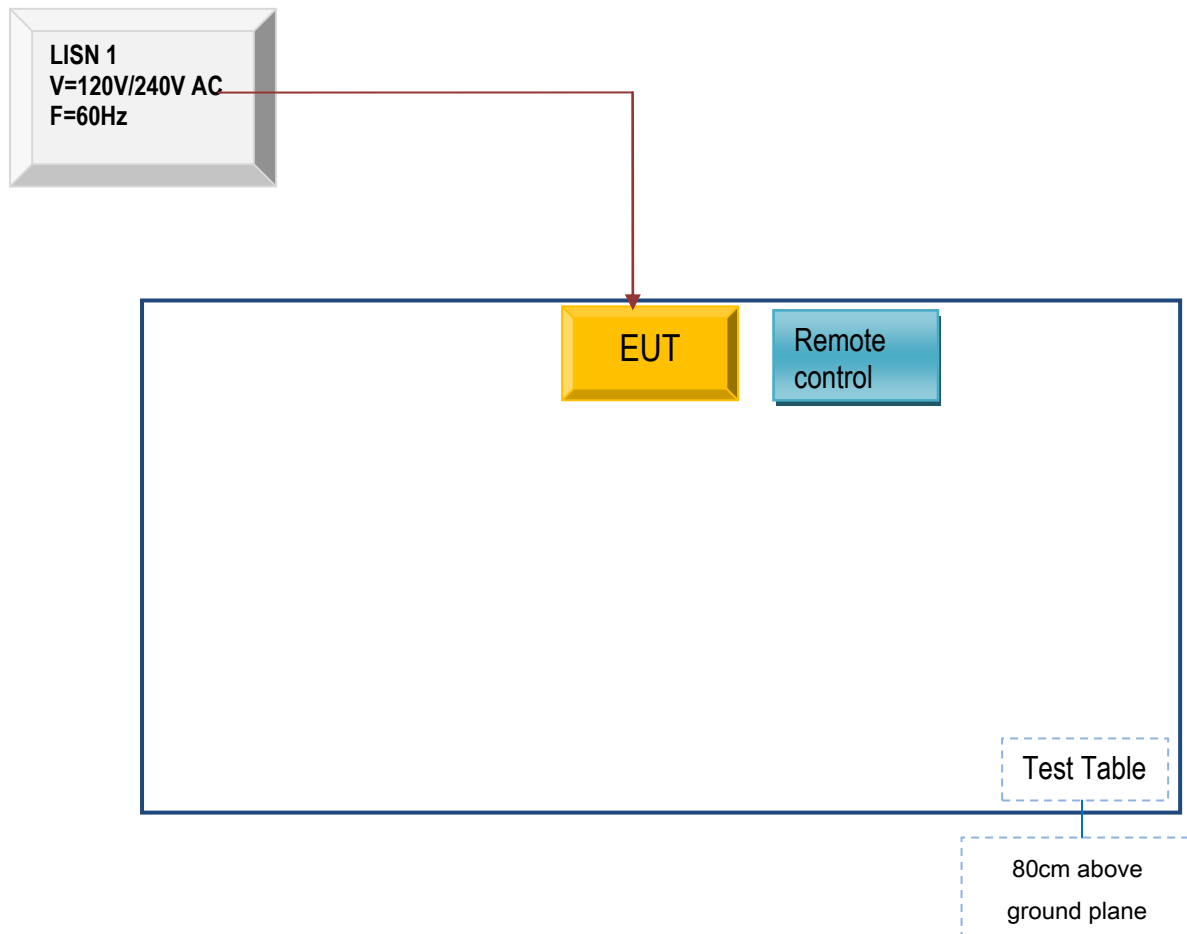 LISN 1
V=120V/240V AC
F=60Hz
EUT
Remote
control
Test Table
80cm above
ground plane